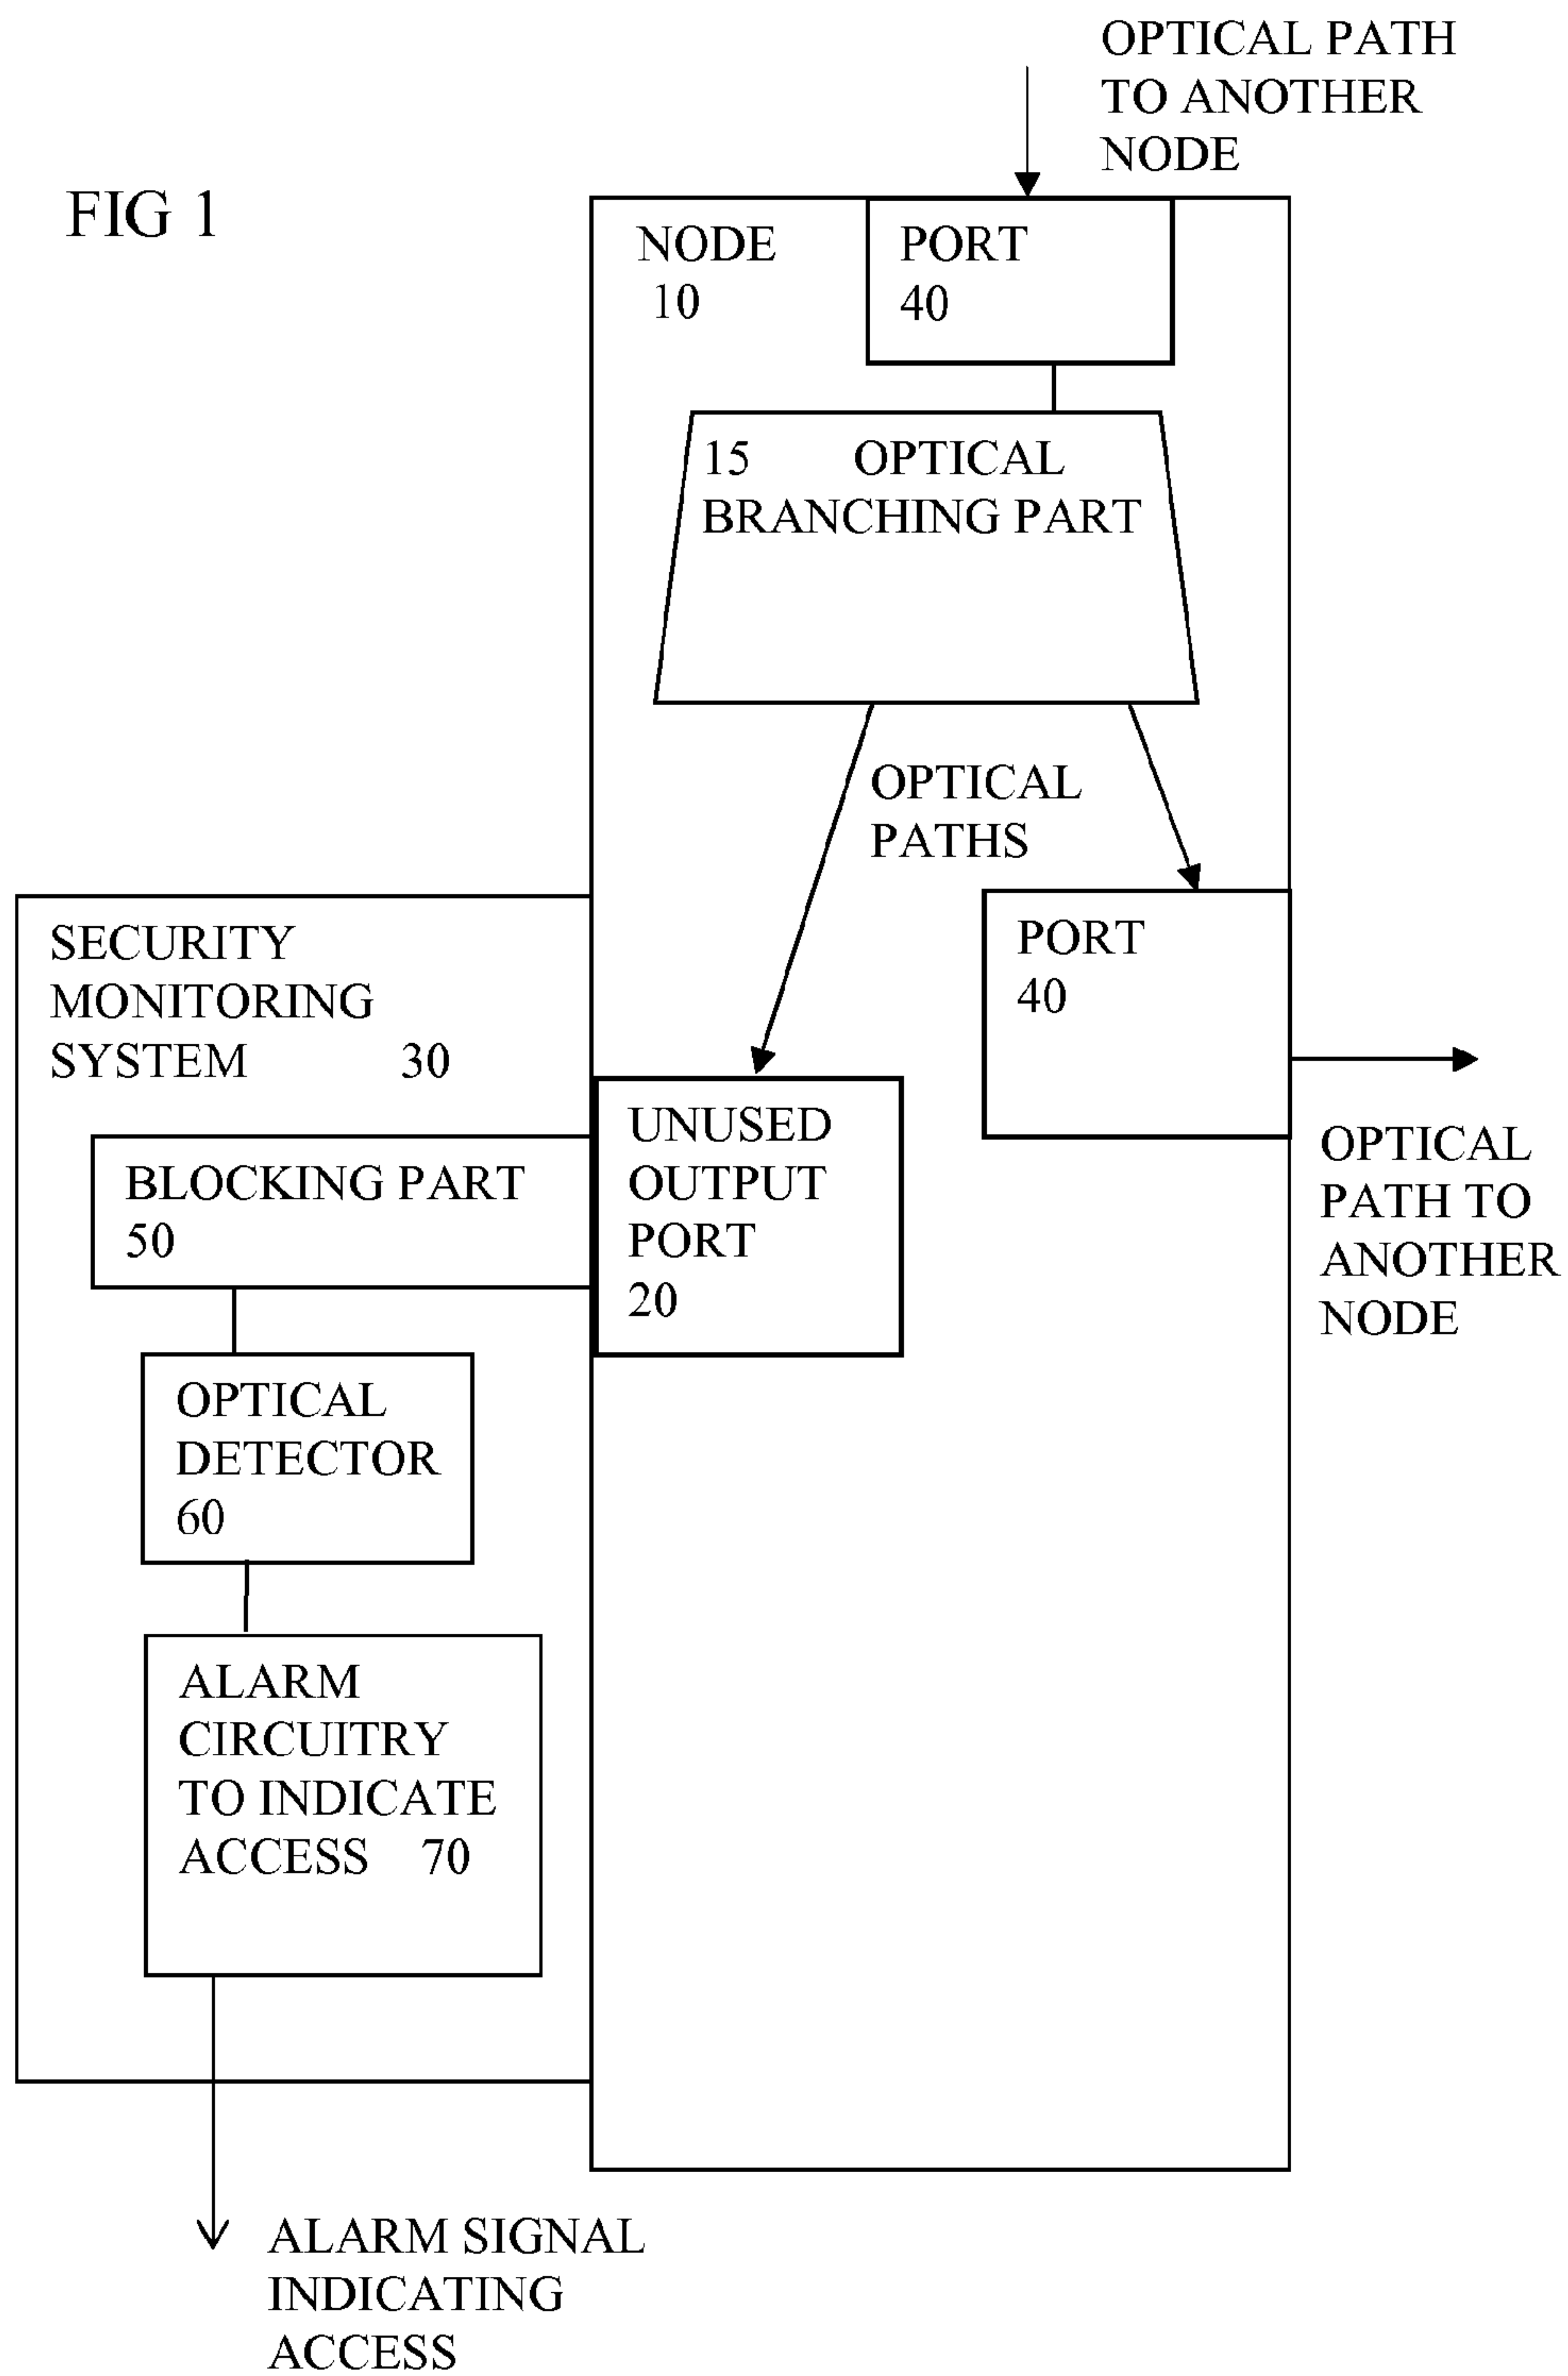 OPTICAL PATH
TO ANOTHER
NODE
FIG 1
NODE
10
PORT
40
15 OPTICAL
BRANCHING PART
OPTICAL
PATHS
SECURITY
MONITORING
SYSTEM 30
PORT
40
UNUSED
OUTPUT
PORT
20
BLOCKING PART
50
OPTICAL
PATH TO
ANOTHER
NODE
OPTICAL
DETECTOR
60
ALARM
CIRCUITRY
TO INDICATE
ACCESS 70
ALARM SIGNAL
INDICATING
ACCESS